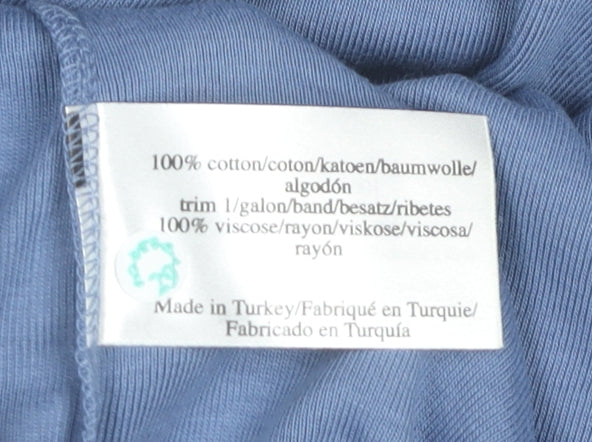 100% cotton/coton/katoen/baumwolle/
algodón
trim 1/galon/band/besatz/ribetes
100% viscose/rayon/viskose/viscosa/
rayón
Made in Turkey/Fabriqué en Turquie/
Fabricado en Turquía